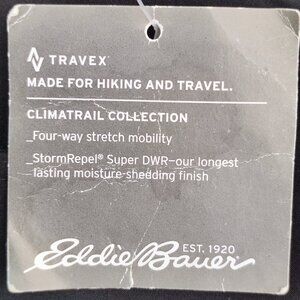 TRAVEX
MADE FOR HIKING AND TRAVEL.
CLIMATRAIL COLLECTION
_Four-way stretch mobility
_StormRepel® Super DWR—our longest
lasting moisture-shedding finish
Eddie Bauer
EST. 1920